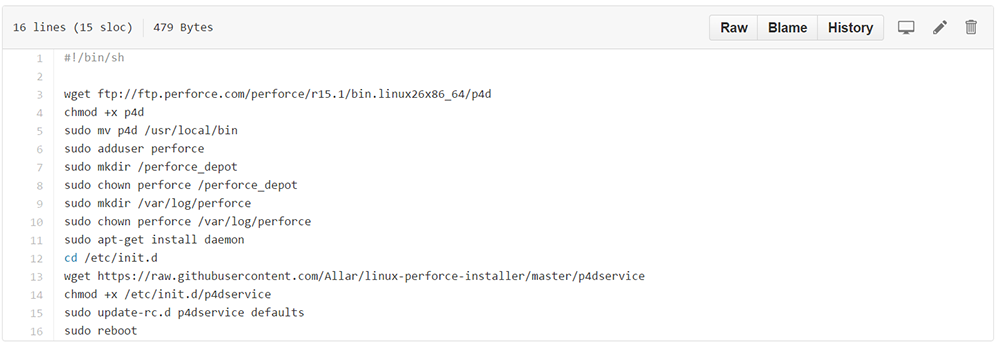 16 lines (15 sloc) 479 Bytes Raw Blame History
1 #!/bin/sh
2
3 wget ftp://ftp.perforce.com/perforce/r15.1/bin.linux26x86_64/p4d
4 chmod +x p4d
5 sudo mv p4d /usr/local/bin
6 sudo adduser perforce
7 sudo mkdir /perforce_depot
8 sudo chown perforce /perforce_depot
9 sudo mkdir /var/log/perforce
10 sudo chown perforce /var/log/perforce
11 sudo apt-get install daemon
12 cd /etc/init.d
13 wget https://raw.githubusercontent.com/Allar/linux-perforce-installer/master/p4dservice
14 chmod +x /etc/init.d/p4dservice
15 sudo update-rc.d p4dservice defaults
16 sudo reboot